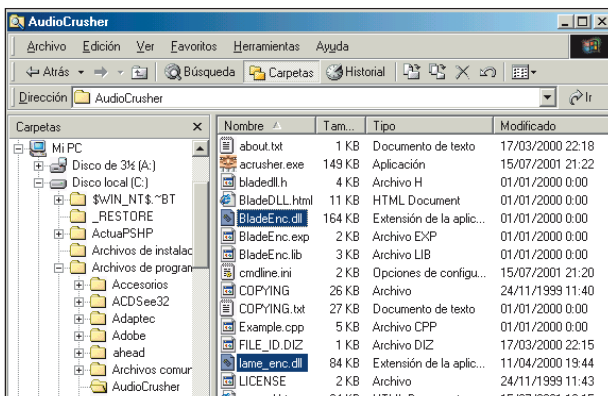 AudioCrusher
Archivo Edición Ver Favoritos Herramientas Ayuda
Atrás Búsqueda Carpetas Historial
Dirección AudioCrusher Ir
Carpetas
Mi PC
Disco de 3½ (A:)
Disco local (C:)
$WIN_NT$.~BT
_RESTORE
ActuaPSHP
Archivos de instalac
Archivos de program
Accesorios
ACDSee32
Adaptec
Adobe
ahead
Archivos comur
AudioCrusher
Nombre Tam... Tipo Modificado
about.txt 1 KB Documento de texto 17/03/2000 22:18
acrusher.exe 149 KB Aplicación 15/07/2001 21:22
bladedll.h 4 KB Archivo H 01/01/2000 0:00
BladeDLL.html 11 KB HTML Document 01/01/2000 0:00
BladeEnc.dll 164 KB Extensión de la aplic... 01/01/2000 0:00
BladeEnc.exp 2 KB Archivo EXP 01/01/2000 0:00
BladeEnc.lib 3 KB Archivo LIB 01/01/2000 0:00
cmdline.ini 2 KB Opciones de configu... 15/07/2001 21:20
COPYING 26 KB Archivo 24/11/1999 11:40
COPYING.txt 27 KB Documento de texto 01/01/2000 0:00
Example.cpp 5 KB Archivo CPP 01/01/2000 0:00
FILE_ID.DIZ 1 KB Archivo DIZ 17/03/2000 22:15
lame_enc.dll 84 KB Extensión de la aplic... 11/04/2000 19:44
LICENSE 2 KB Archivo 24/11/1999 11:43